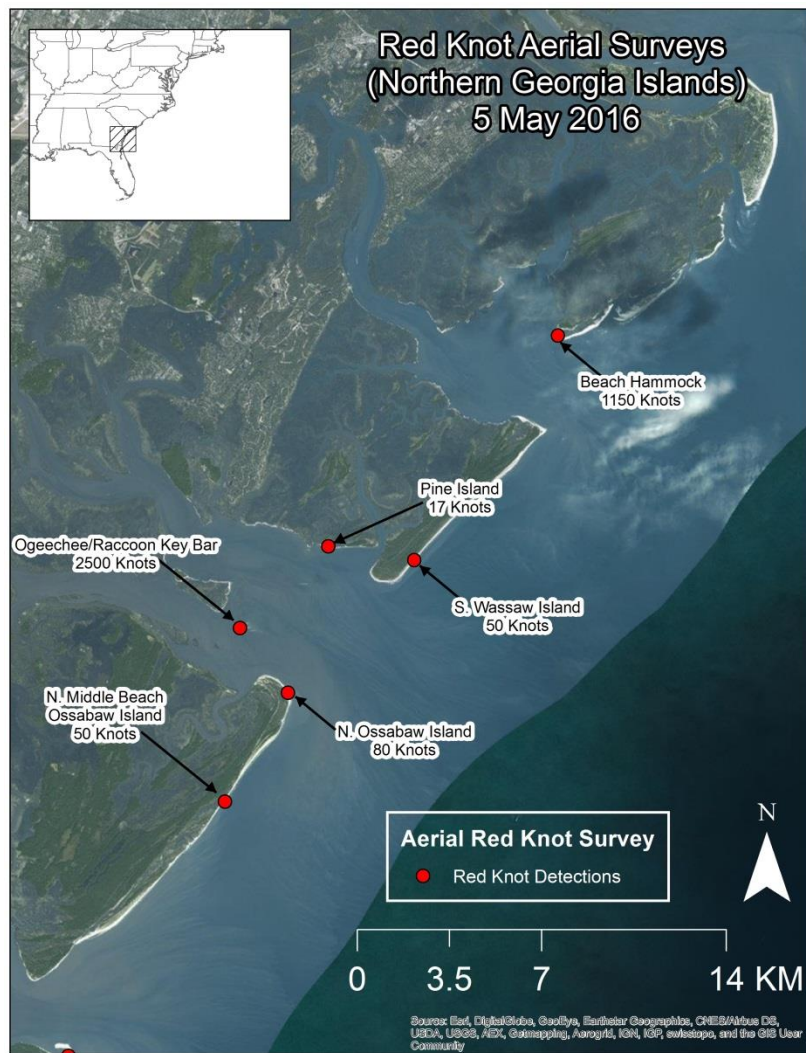 Red Knot Aerial Surveys
(Northern Georgia Islands)
5 May 2016
Beach Hammock
1150 Knots
Pine Island
17 Knots
Ogeechee/Raccoon Key Bar
2500 Knots
S. Wassaw Island
50 Knots
N. Middle Beach
Ossabaw Island
50 Knots
N. Ossabaw Island
80 Knots
N
Aerial Red Knot Survey
Red Knot Detections
0 3.5 7 14 KM
Source: Esri, DigitalGlobe, GeoEye, Earthstar Geographics, CNES/Airbus DS,
USDA, USGS, AEX, Getmapping, Aerogrid, IGN, IGP, swisstopo, and the GIS User
Community